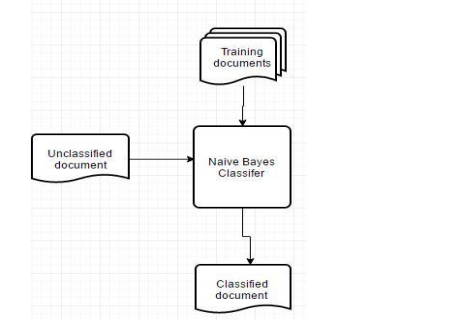 Training
documents
Unclassified
document
Naive Bayes
Classifer
Classified
document